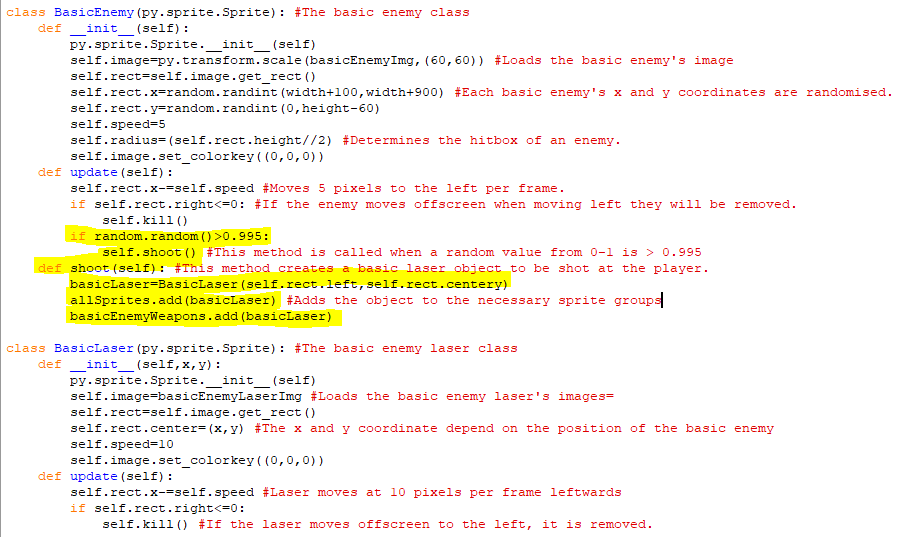 class BasicEnemy(py.sprite.Sprite): #The basic enemy class
    def __init__(self):
        py.sprite.Sprite.__init__(self)
        self.image=py.transform.scale(basicEnemyImg,(60,60)) #Loads the basic enemy's image
        self.rect=self.image.get_rect()
        self.rect.x=random.randint(width+100,width+900) #Each basic enemy's x and y coordinates are randomised.
        self.rect.y=random.randint(0,height-60)
        self.speed=5
        self.radius=(self.rect.height//2) #Determines the hitbox of an enemy.
        self.image.set_colorkey((0,0,0))
    def update(self):
        self.rect.x-=self.speed #Moves 5 pixels to the left per frame.
        if self.rect.right<=0: #If the enemy moves offscreen when moving left they will be removed.
            self.kill()
        if random.random()>0.995:
            self.shoot() #This method is called when a random value from 0-1 is > 0.995
    def shoot(self): #This method creates a basic laser object to be shot at the player.
        basicLaser=BasicLaser(self.rect.left,self.rect.centery)
        allSprites.add(basicLaser) #Adds the object to the necessary sprite groups
        basicEnemyWeapons.add(basicLaser)

class BasicLaser(py.sprite.Sprite): #The basic enemy laser class
    def __init__(self,x,y):
        py.sprite.Sprite.__init__(self)
        self.image=basicEnemyLaserImg #Loads the basic enemy laser's images=
        self.rect=self.image.get_rect()
        self.rect.center=(x,y) #The x and y coordinate depend on the position of the basic enemy
        self.speed=10
        self.image.set_colorkey((0,0,0))
    def update(self):
        self.rect.x-=self.speed #Laser moves at 10 pixels per frame leftwards
        if self.rect.right<=0:
            self.kill() #If the laser moves offscreen to the left, it is removed.